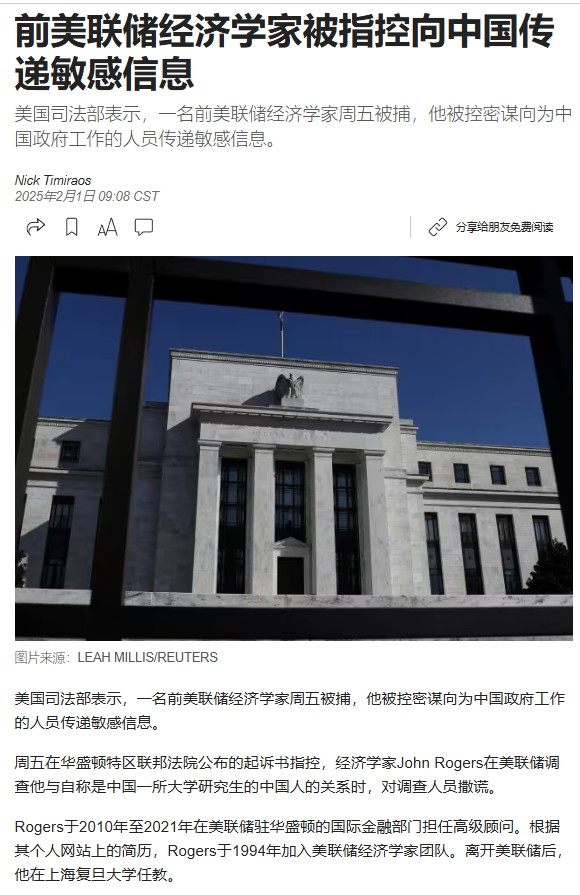 前美联储经济学家被指控向中国传
递敏感信息
美国司法部表示，一名前美联储经济学家周五被捕，他被控密谋向为中
国政府工作的人员传递敏感信息。
Nick Timiraos
2025年2月1日 09:08 CST
AA
分享给朋友免费阅读
图片来源：LEAH MILLIS/REUTERS
美国司法部表示，一名前美联储经济学家周五被捕，他被控密谋向为中国政府工作
的人员传递敏感信息。
周五在华盛顿特区联邦法院公布的起诉书指控，经济学家John Rogers在美联储调
查他与自称是中国一所大学研究生的中国人的关系时，对调查人员撒谎。
Rogers于2010年至2021年在美联储驻华盛顿的国际金融部门担任高级顾问。根据
其个人网站上的简历，Rogers于1994年加入美联储经济学家团队。离开美联储后，
他在上海复旦大学任教。